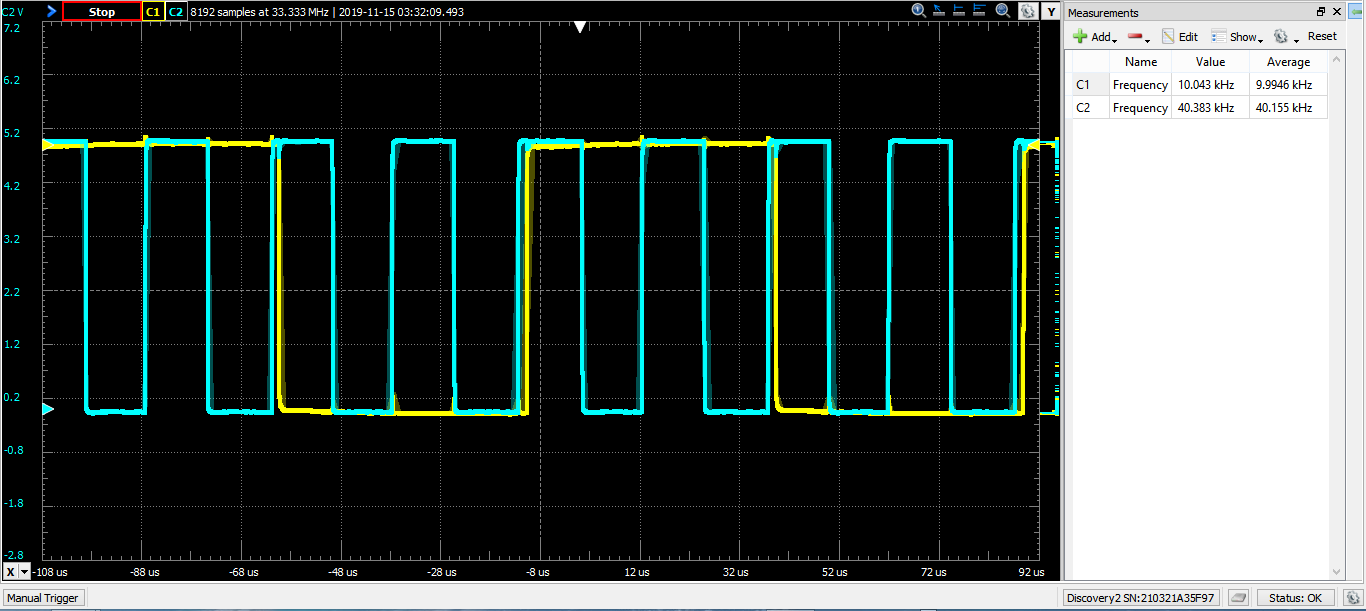 C2 V Stop C1 C2 8192 samples at 33.333 MHz | 2019-11-15 03:32:09.493 Y
7.2
6.2
5.2
4.2
3.2
2.2
1.2
0.2
-0.8
-1.8
-2.8
X -108 us -88 us -68 us -48 us -28 us -8 us 12 us 32 us 52 us 72 us 92 us
Measurements
Add Edit Show Reset
Name Value Average
C1 Frequency 10.043 kHz 9.9946 kHz
C2 Frequency 40.383 kHz 40.155 kHz
Manual Trigger Discovery2 SN:210321A35F97 Status: OK